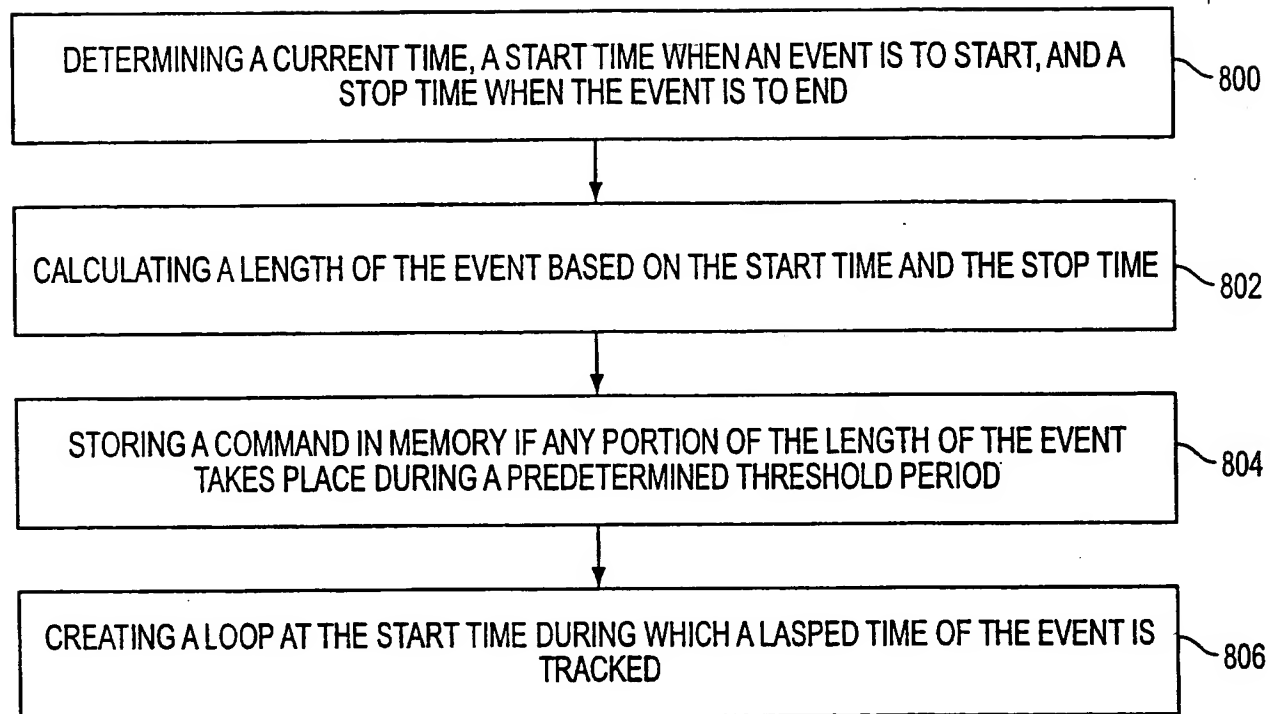 DETERMINING A CURRENT TIME, A START TIME WHEN AN EVENT IS TO START, AND A
STOP TIME WHEN THE EVENT IS TO END
800
CALCULATING A LENGTH OF THE EVENT BASED ON THE START TIME AND THE STOP TIME
802
STORING A COMMAND IN MEMORY IF ANY PORTION OF THE LENGTH OF THE EVENT
TAKES PLACE DURING A PREDETERMINED THRESHOLD PERIOD
804
CREATING A LOOP AT THE START TIME DURING WHICH A LASPED TIME OF THE EVENT IS
TRACKED
806